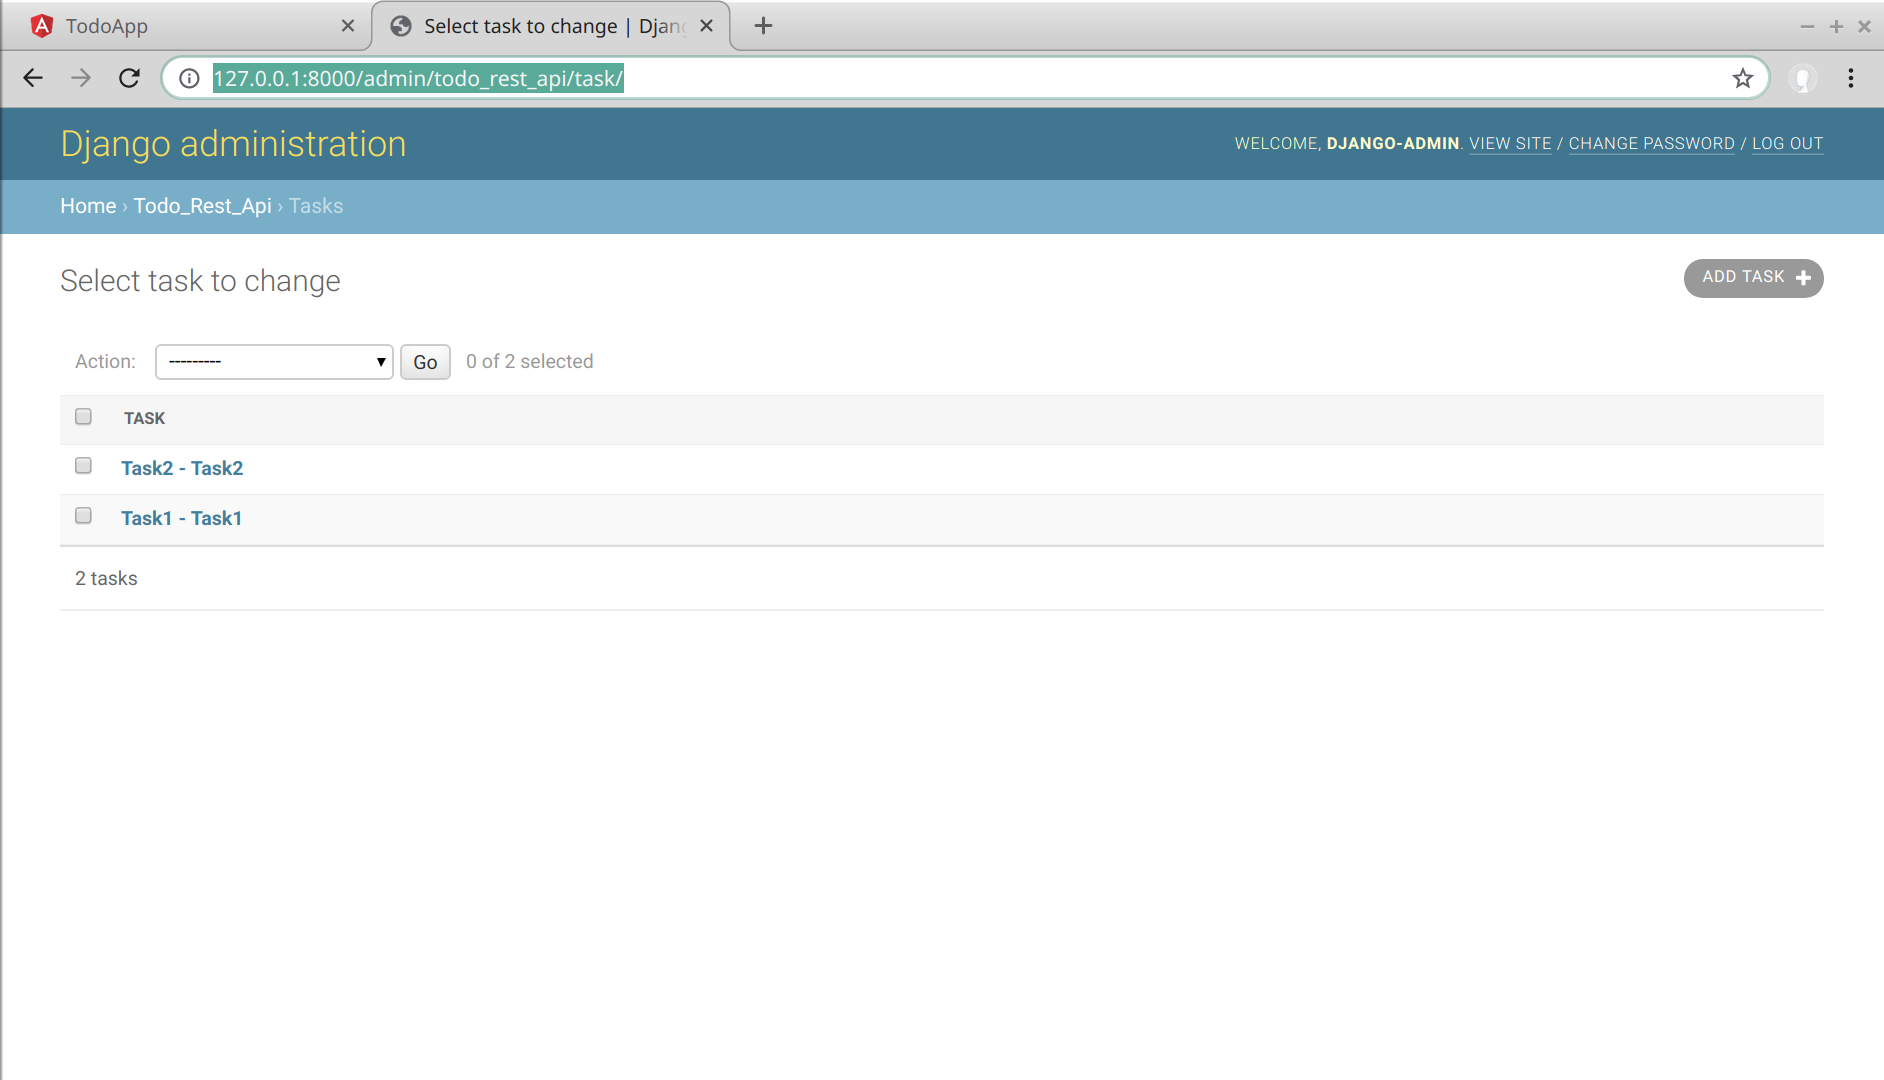 TodoApp
Select task to change | Djang
127.0.0.1:8000/admin/todo_rest_api/task/
Django administration
WELCOME, DJANGO-ADMIN. VIEW SITE / CHANGE PASSWORD / LOG OUT
Home › Todo_Rest_Api › Tasks
Select task to change
ADD TASK
Action: --------- Go 0 of 2 selected
TASK
Task2 - Task2
Task1 - Task1
2 tasks